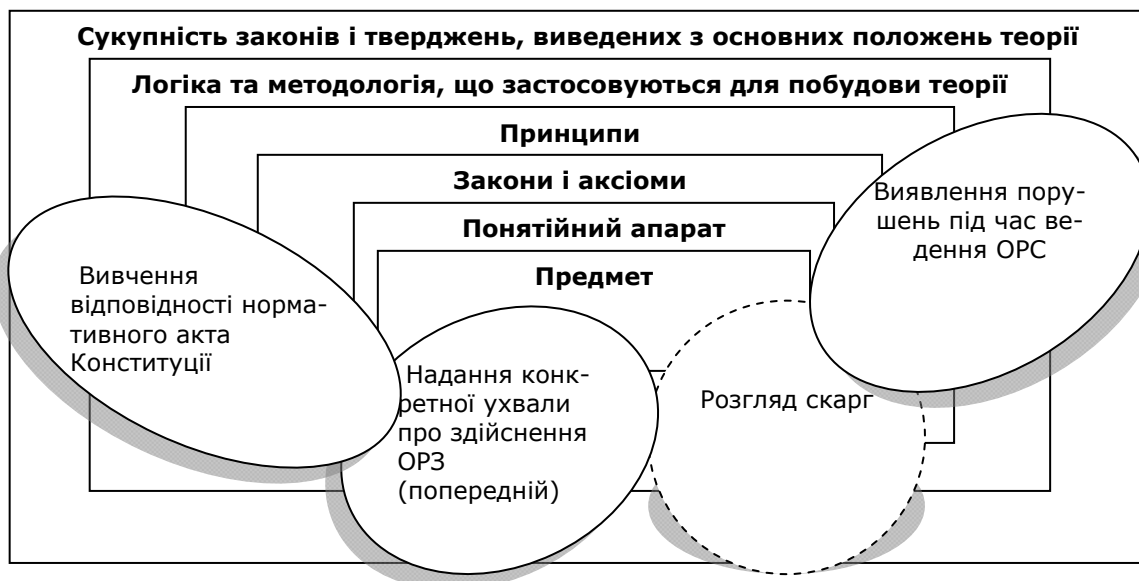 Сукупність законів і тверджень, виведених з основних положень теорії
Логіка та методологія, що застосовуються для побудови теорії
Принципи
Закони і аксіоми
Понятійний апарат
Предмет
Виявлення пору-
шень під час ве-
дення ОРС
Вивчення
відповідності норма-
тивного акта
Конституції
Надання конк-
ретної ухвали
про здійснення
ОРЗ
(попередній)
Розгляд скарг